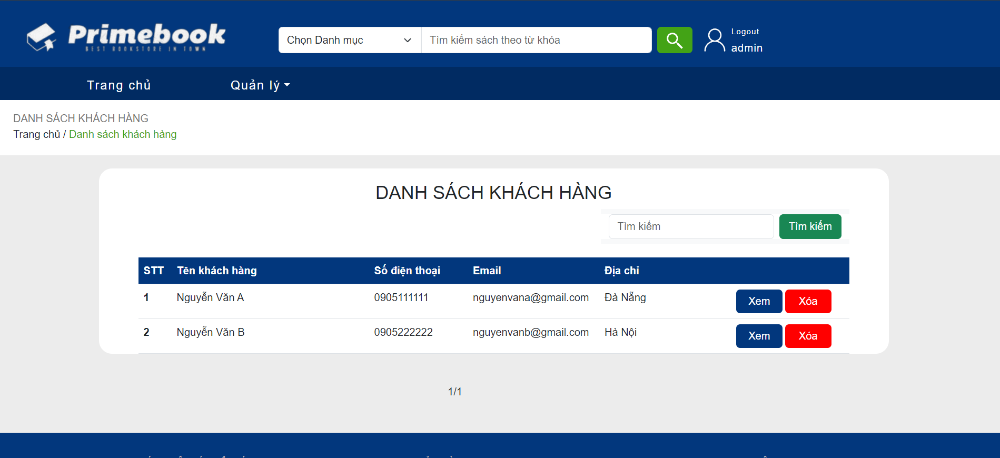 Primebook
BEST BOOKSTORE IN TOWN
Chọn Danh mục
Tìm kiếm sách theo từ khóa
Logout
admin
Trang chủ
Quản lý
DANH SÁCH KHÁCH HÀNG
Trang chủ / Danh sách khách hàng
DANH SÁCH KHÁCH HÀNG
Tìm kiếm
Tìm kiếm
STT Tên khách hàng Số điện thoại Email Địa chỉ
1 Nguyễn Văn A 0905111111 nguyenvana@gmail.com Đà Nẵng Xem Xóa
2 Nguyễn Văn B 0905222222 nguyenvanb@gmail.com Hà Nội Xem Xóa
1/1